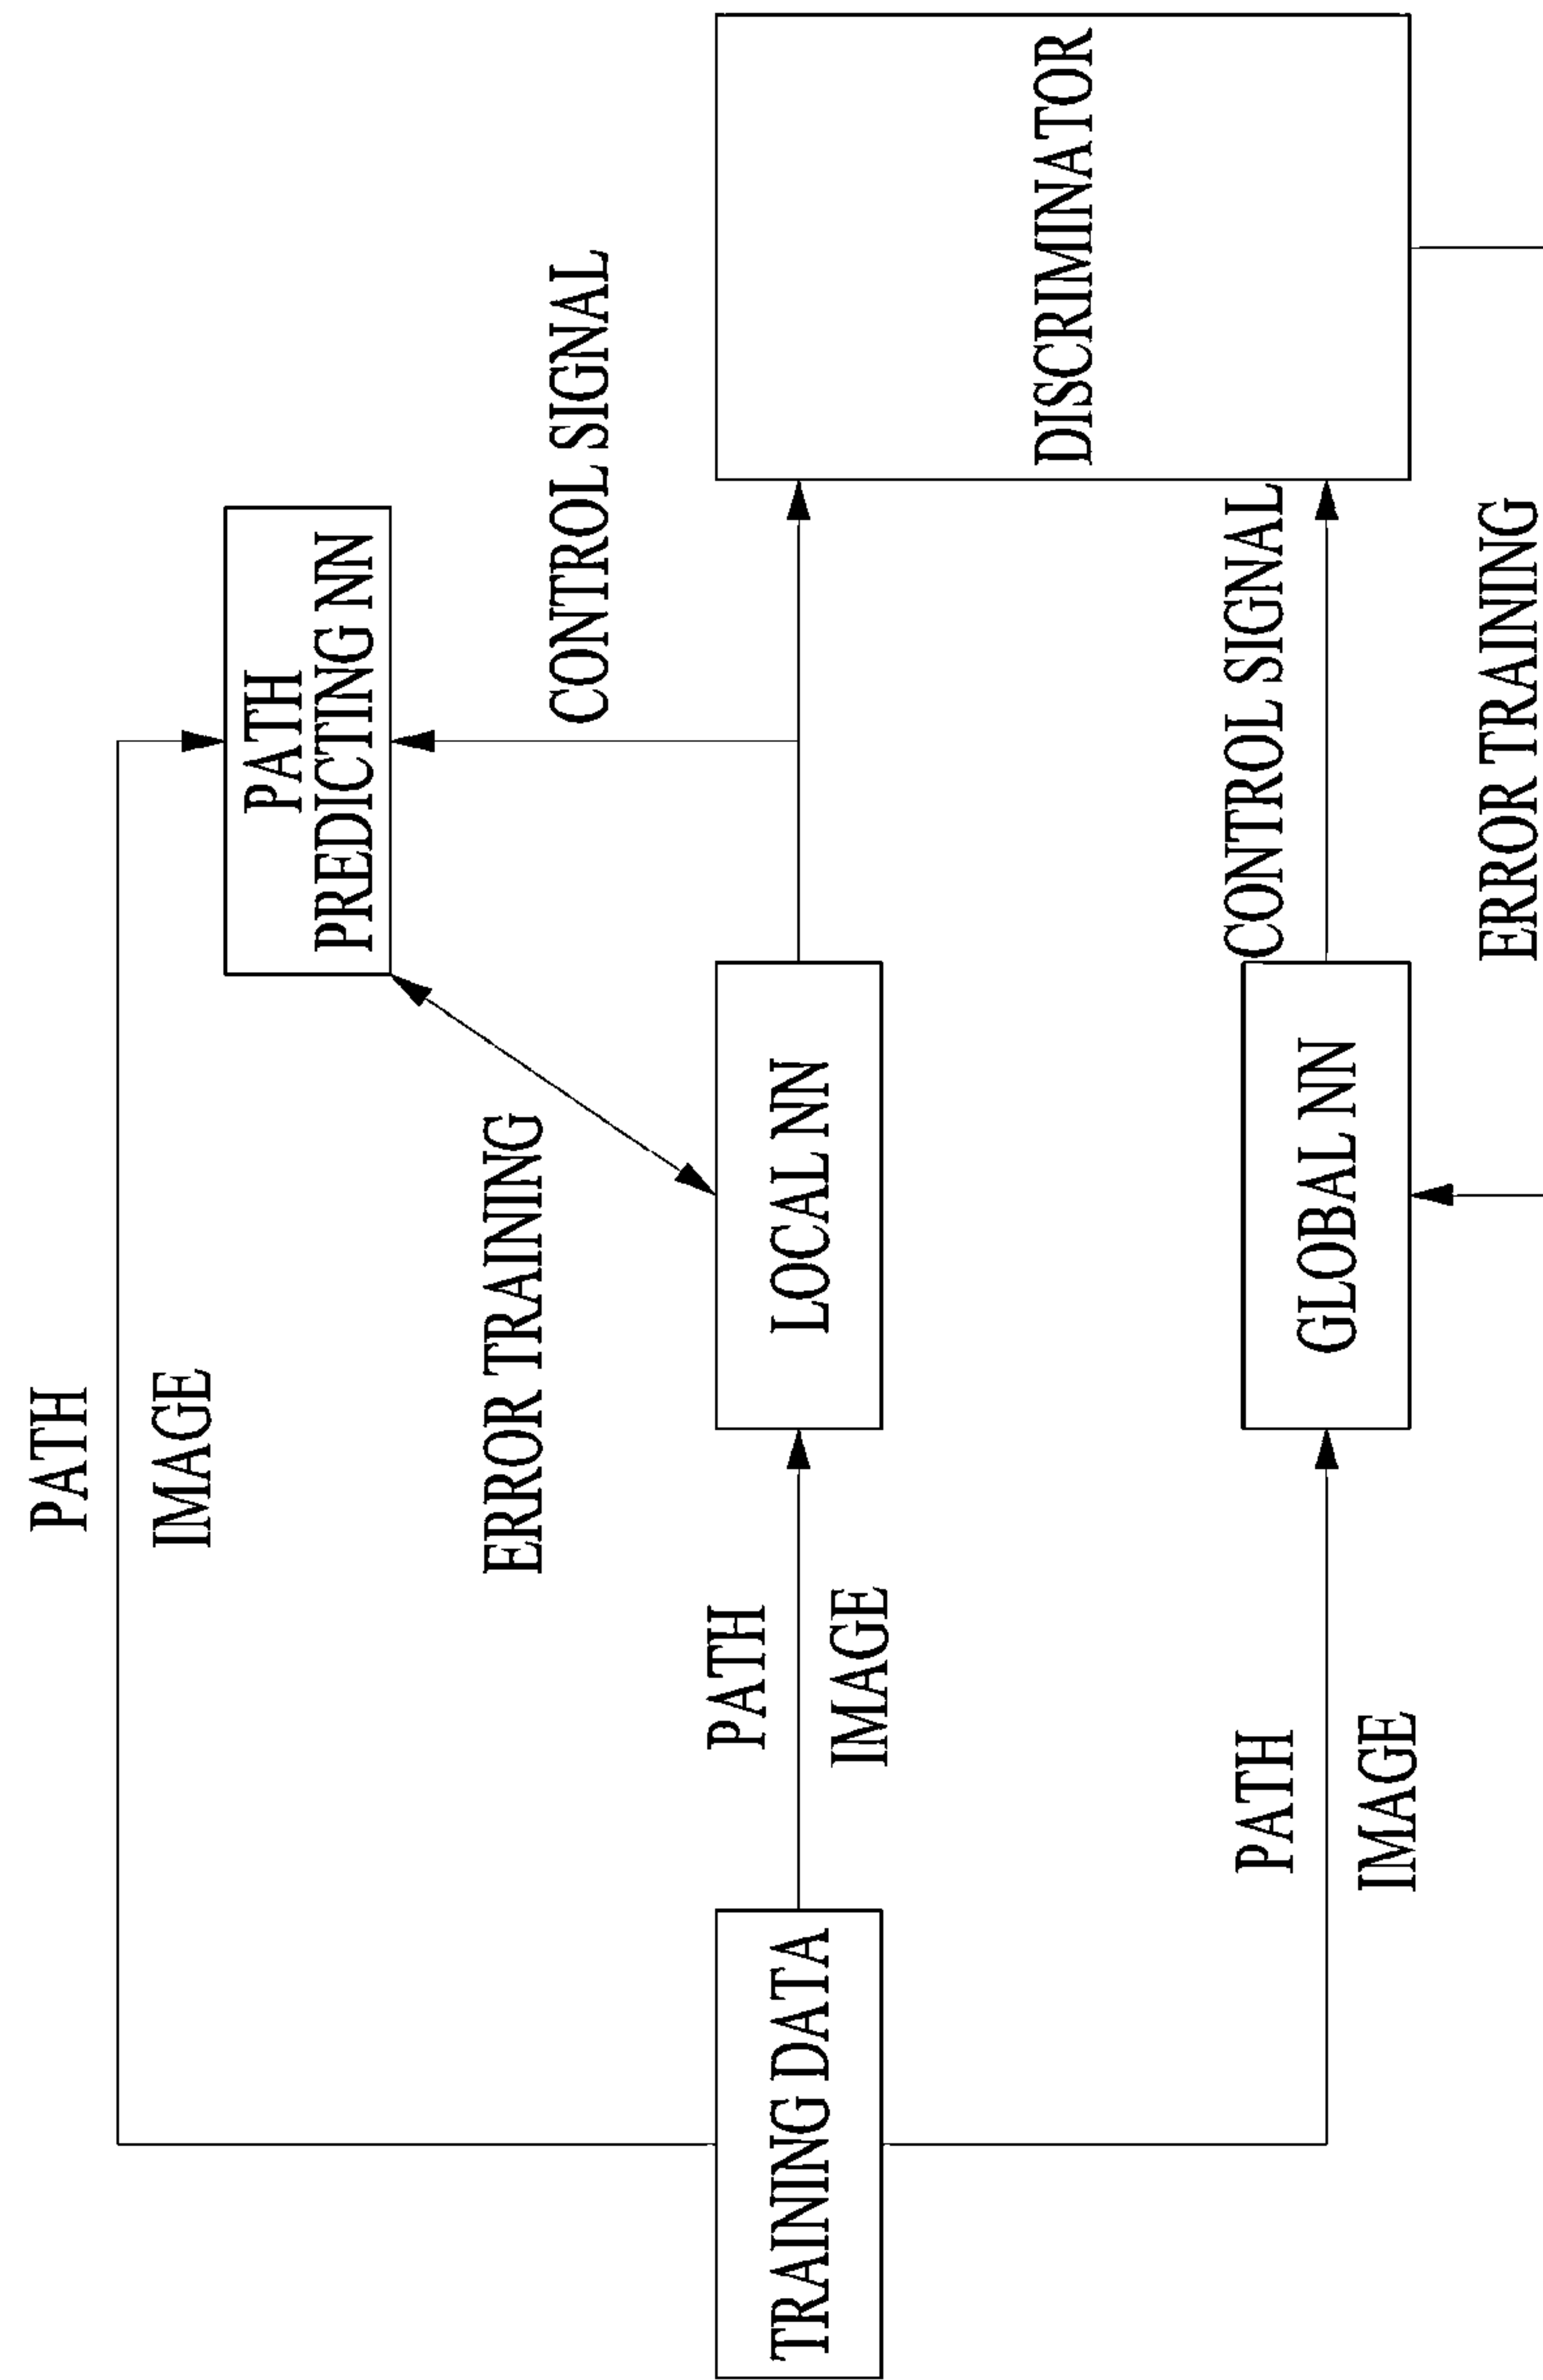 PATH
IMAGE
PATH
PREDICTING NN
CONTROL SIGNAL
ERROR TRAINING
TRAINING DATA
PATH
IMAGE
LOCAL NN
DISCRIMINATOR
PATH
IMAGE
GLOBAL NN
CONTROL SIGNAL
ERROR TRAINING